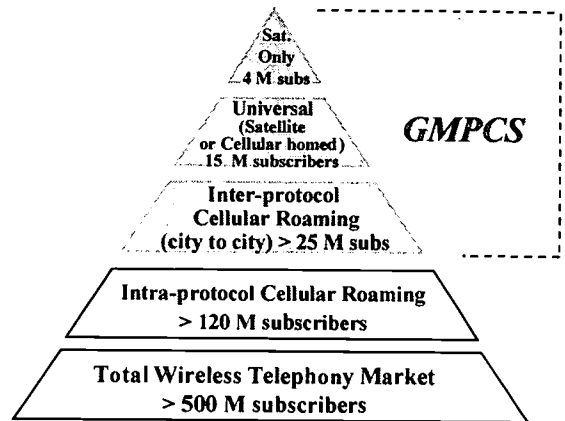 Sat.
Only
4 M subs
Universal
(Satellite
or Cellular homed)
15 M subscribers
GMPCS
Inter-protocol
Cellular Roaming
(city to city) > 25 M subs
Intra-protocol Cellular Roaming
> 120 M subscribers
Total Wireless Telephony Market
> 500 M subscribers